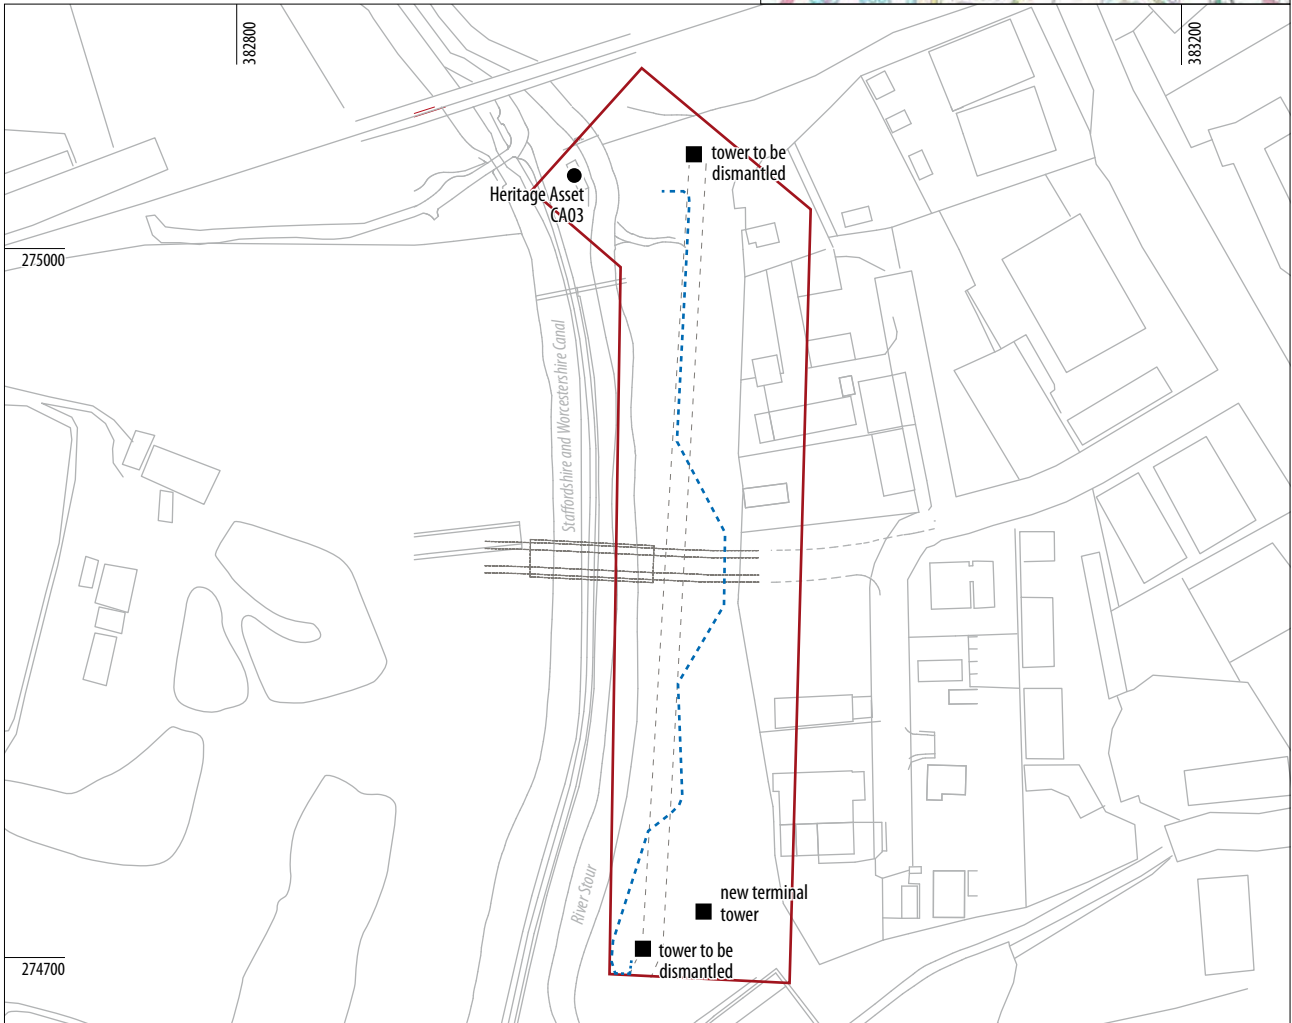 382800
383200
tower to be
dismantled
Heritage Asset
CA03
275000
Staffordshire and Worcestershire Canal
River Stour
new terminal
tower
tower to be
dismantled
274700